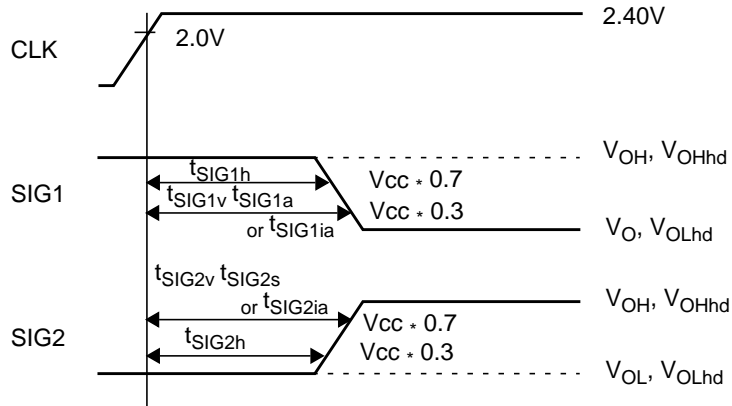 2.40V
CLK
2.0V
tSIG1h
VOH, VOHhd
SIG1
Vcc * 0.7
tSIG1v tSIG1a
Vcc * 0.3
or tSIG1ia
VO, VOLhd
tSIG2v tSIG2s
or tSIG2ia
VOH, VOHhd
SIG2
Vcc * 0.7
tSIG2h
Vcc * 0.3
VOL, VOLhd